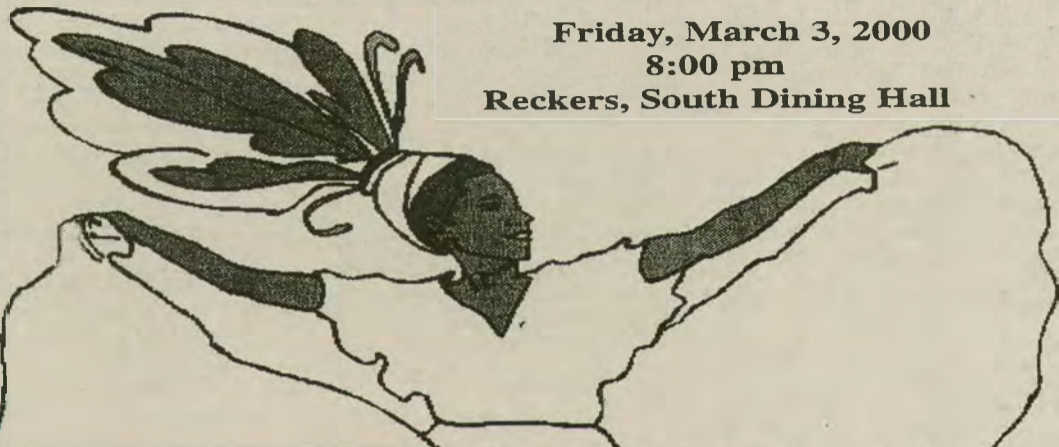 Friday, March 3, 2000
8:00 pm
Reckers, South Dining Hall